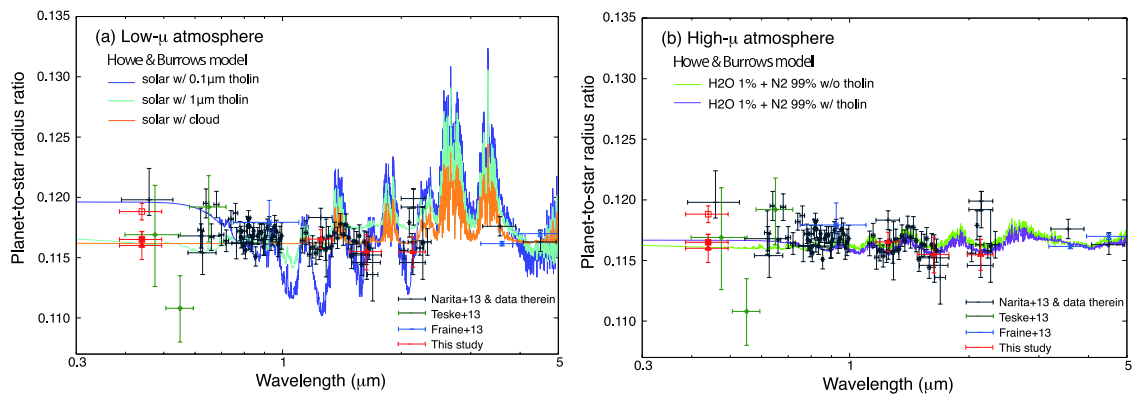 (a) Low-μ atmosphere
Howe & Burrows model
solar w/ 0.1μm tholin
solar w/ 1μm tholin
solar w/ cloud
Planet-to-star radius ratio
0.135
0.130
0.125
0.120
0.115
0.110
Narita+13 & data therein
Teske+13
Fraine+13
This study
0.3
1
5
Wavelength (μm)
(b) High-μ atmosphere
Howe & Burrows model
H2O 1% + N2 99% w/o tholin
H2O 1% + N2 99% w/ tholin
Planet-to-star radius ratio
0.135
0.130
0.125
0.120
0.115
0.110
Narita+13 & data therein
Teske+13
Fraine+13
This study
0.3
1
5
Wavelength (μm)